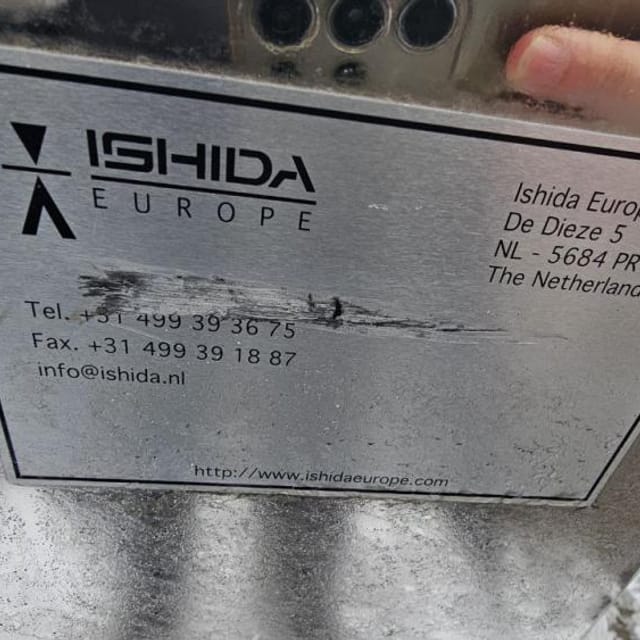 ISHIDA
EUROPE
Ishida Europ
De Dieze 5
NL - 5684 PR
The Netherland
Tel. +31 499 39 36 75
Fax. +31 499 39 18 87
info@ishida.nl
http://www.ishidaeurope.com